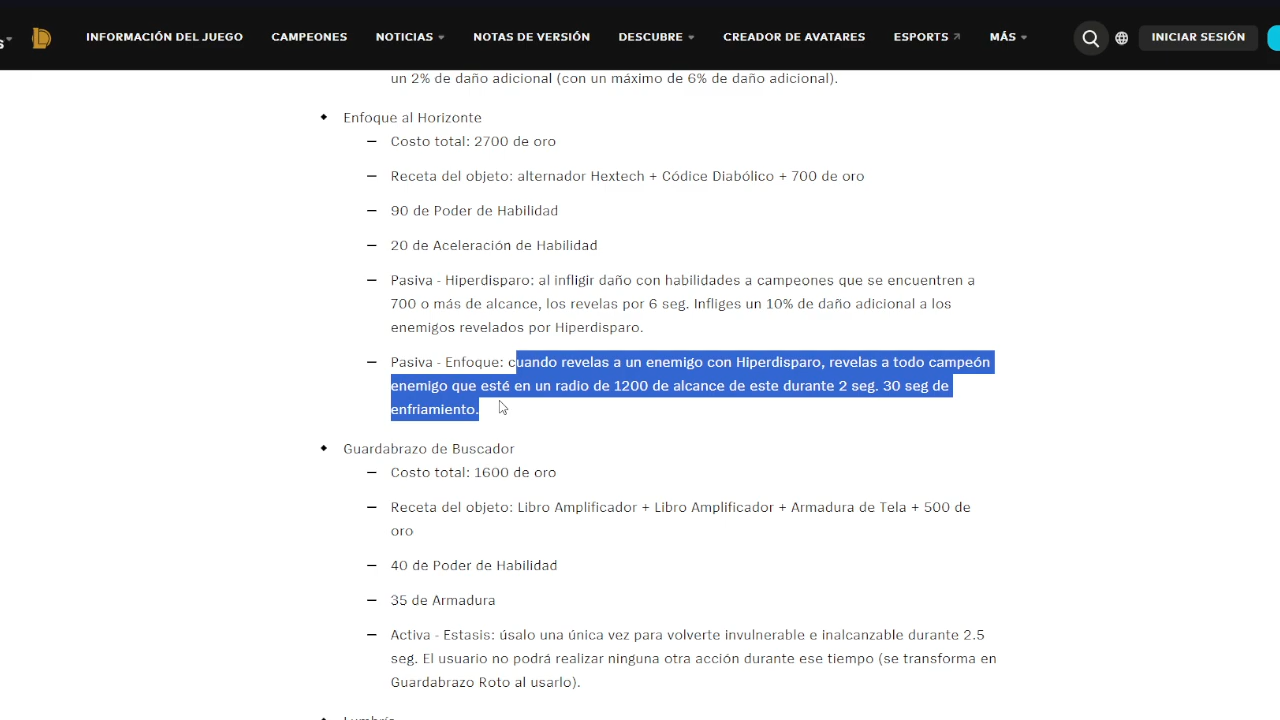 INFORMACIÓN DEL JUEGO CAMPEONES NOTICIAS NOTAS DE VERSIÓN DESCUBRE CREADOR DE AVATARES ESPORTS MÁS INICIAR SESIÓN
un 2% de daño adicional (con un máximo de 6% de daño adicional).
Enfoque al Horizonte
Costo total: 2700 de oro
Receta del objeto: alternador Hextech + Códice Diabólico + 700 de oro
90 de Poder de Habilidad
20 de Aceleración de Habilidad
Pasiva - Hiperdisparo: al infligir daño con habilidades a campeones que se encuentren a
700 o más de alcance, los revelas por 6 seg. Infliges un 10% de daño adicional a los
enemigos revelados por Hiperdisparo.
Pasiva - Enfoque: cuando revelas a un enemigo con Hiperdisparo, revelas a todo campeón
enemigo que esté en un radio de 1200 de alcance de este durante 2 seg. 30 seg de
enfriamiento.
Guardabrazo de Buscador
Costo total: 1600 de oro
Receta del objeto: Libro Amplificador + Libro Amplificador + Armadura de Tela + 500 de
oro
40 de Poder de Habilidad
35 de Armadura
Activa - Estasis: úsalo una única vez para volverte invulnerable e inalcanzable durante 2.5
seg. El usuario no podrá realizar ninguna otra acción durante ese tiempo (se transforma en
Guardabrazo Roto al usarlo).